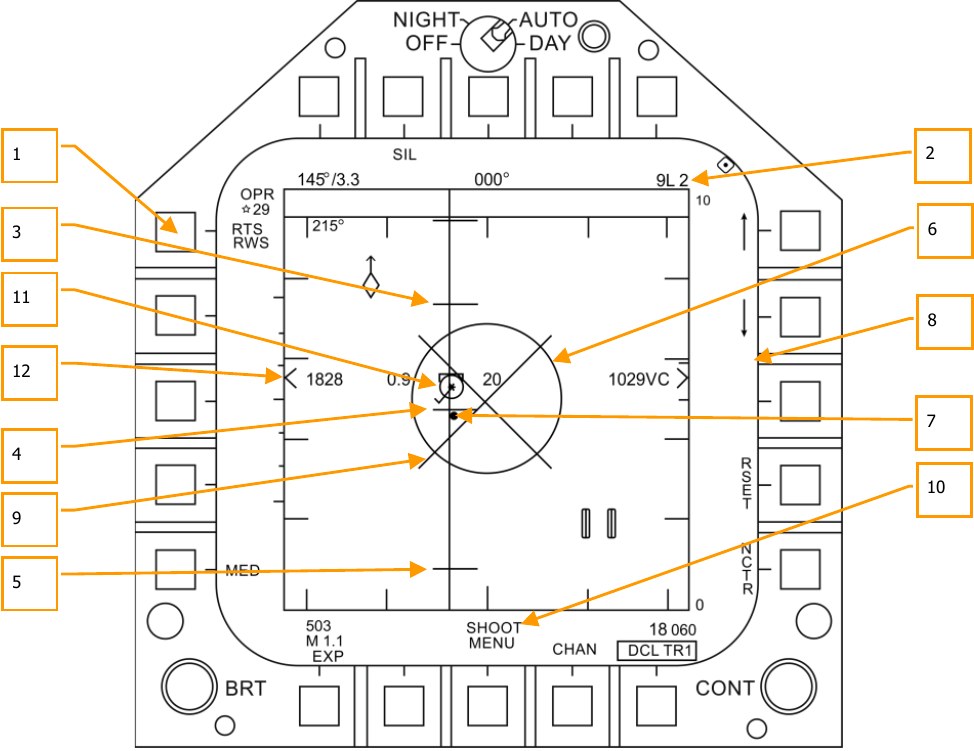 NIGHT AUTO
OFF DAY
SIL
145°/3.3 000° 9L 2
OPR
☆29
10
RTS
RWS
215°
1828 0.9 20 1029VC
R
S
E
T
N
C
T
R
MED
0
503
M 1.1
EXP
SHOOT
MENU
18 060
CHAN
DCL TR1
BRT CONT
1
3
11
12
4
9
5
2
6
8
7
10